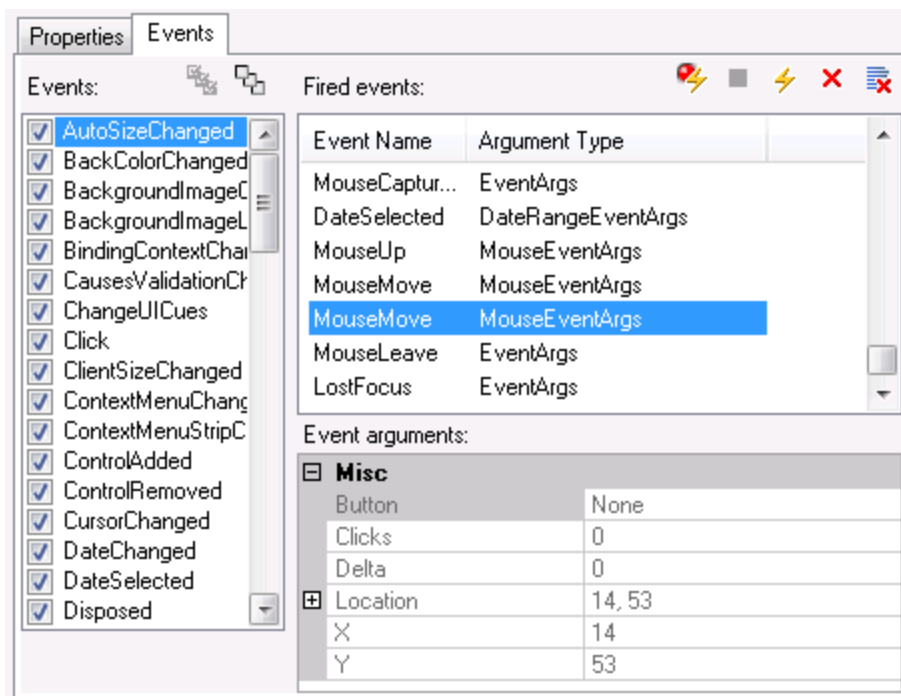 Properties Events
Events:
AutoSizeChanged
BackColorChanged
BackgroundImageC
BackgroundImageL
BindingContextChar
CausesValidationCh
ChangeUICues
Click
ClientSizeChanged
ContextMenuChang
ContextMenuStripC
ControlAdded
ControlRemoved
CursorChanged
DateChanged
DateSelected
Disposed
Fired events:
Event Name Argument Type
MouseCaptur... EventArgs
DateSelected DateRangeEventArgs
MouseUp MouseEventArgs
MouseMove MouseEventArgs
MouseMove MouseEventArgs
MouseLeave EventArgs
LostFocus EventArgs
Event arguments:
Misc
Button None
Clicks 0
Delta 0
Location 14, 53
X 14
Y 53